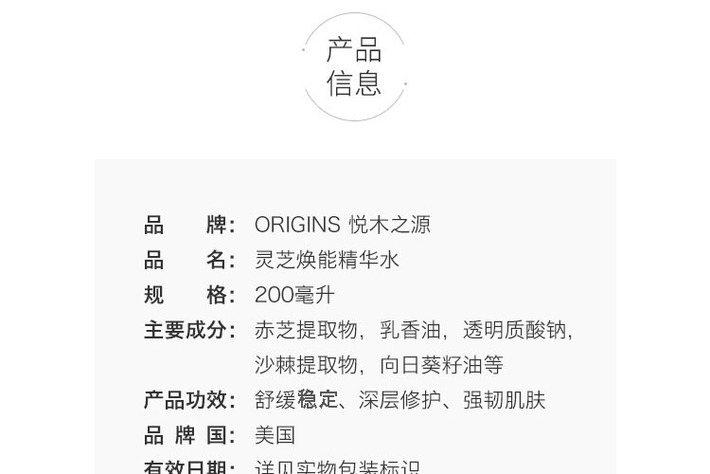 产品
信息
品 牌： ORIGINS 悦木之源
品 名： 灵芝焕能精华水
规 格： 200毫升
主要成分： 赤芝提取物，乳香油，透明质酸钠，
沙棘提取物，向日葵籽油等
产品功效： 舒缓稳定、深层修护、强韧肌肤
品 牌 国： 美国
有效日期： 详见实物包装标识